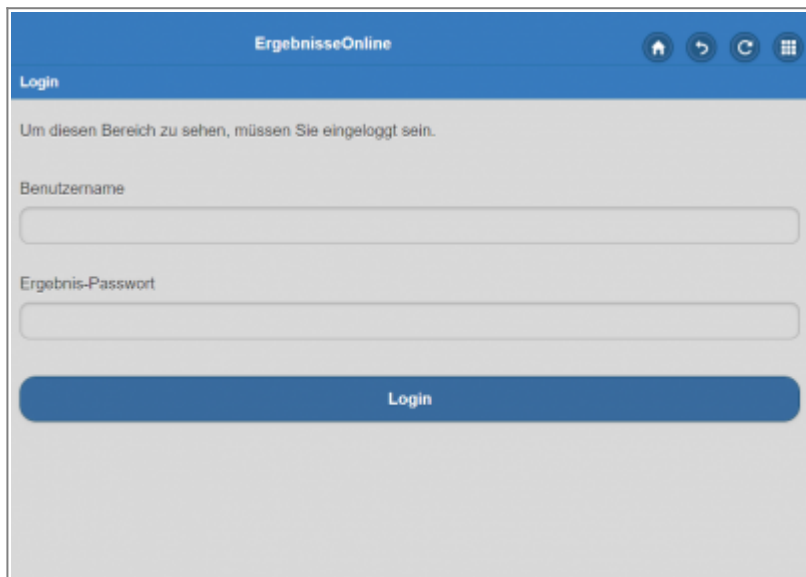 ErgebnisseOnline
Login
Um diesen Bereich zu sehen, müssen Sie eingeloggt sein.
Benutzername
Ergebnis-Passwort
Login